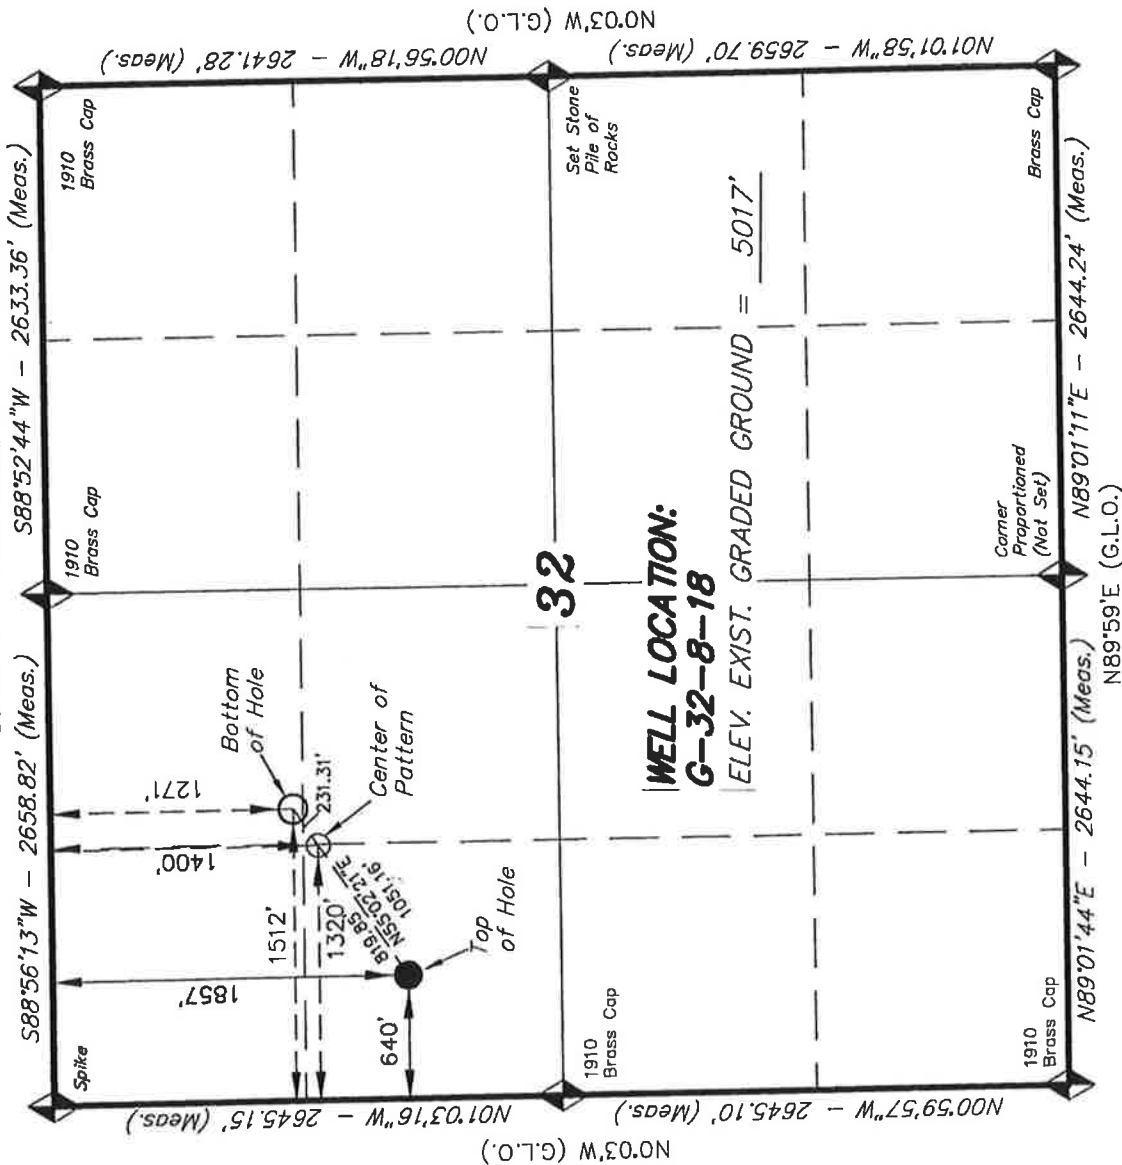 N0°03'W (G.L.O.)
S88°56'13"W - 2658.82' (Meas.)
S88°52'44"W - 2633.36' (Meas.)
N00°56'18"W - 2641.28' (Meas.)
N01°01'58"W - 2659.70' (Meas.)
Spike
1910
Brass Cap
1910
Brass Cap
1857'
1400'
1271'
Bottom
of Hole
231.31'
Center of
Pattern
1512'
1320'
819.85'
N55°02'21"E
1051.16'
640'
Top
of Hole
N01°03'16"W - 2645.15' (Meas.)
N0°03'W (G.L.O.)
N00°59'57"W - 2645.10' (Meas.)
1910
Brass Cap
32
Set Stone
Pile of
Rocks
WELL LOCATION:
G-32-8-18
ELEV. EXIST. GRADED GROUND = 5017'
1910
Brass Cap
Corner
Proportioned
(Not Set)
Brass Cap
N89°01'44"E - 2644.15' (Meas.)
N89°01'11"E - 2644.24' (Meas.)
N89°59'E (G.L.O.)